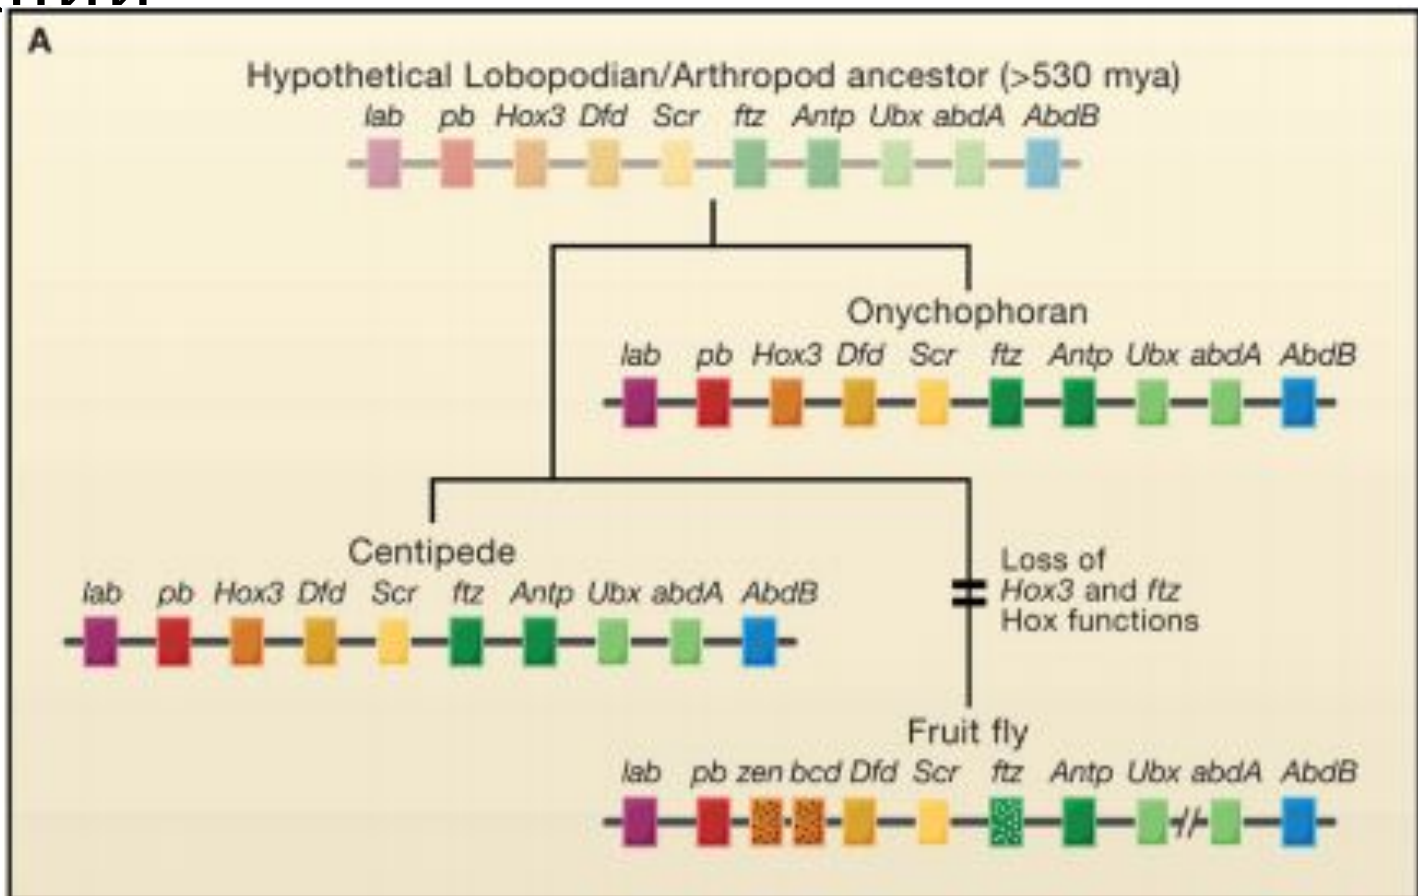 A
Hypothetical Lobopodian/Arthropod ancestor (>530 mya)
lab pb Hox3 Dfd Scr ftz Antp Ubx abdA AbdB
Onychophoran
lab pb Hox3 Dfd Scr ftz Antp Ubx abdA AbdB
Centipede
lab pb Hox3 Dfd Scr ftz Antp Ubx abdA AbdB
Loss of
Hox3 and ftz
Hox functions
Fruit fly
lab pb zen bcd Dfd Scr ftz Antp Ubx abdA AbdB